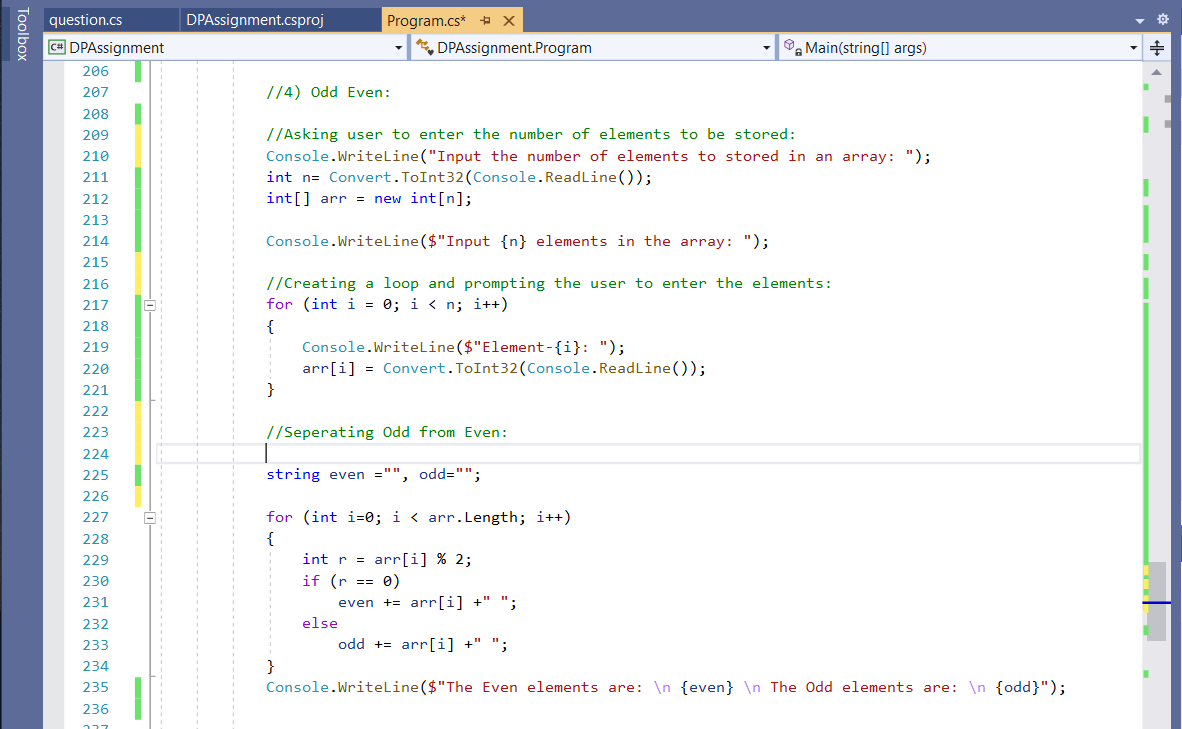 Toolbox
question.cs DPAssignment.csproj Program.cs*
C# DPAssignment DPAssignment.Program Main(string[] args)
206
207 //4) Odd Even:
208
209 //Asking user to enter the number of elements to be stored:
210 Console.WriteLine("Input the number of elements to stored in an array: ");
211 int n= Convert.ToInt32(Console.ReadLine());
212 int[] arr = new int[n];
213
214 Console.WriteLine($"Input {n} elements in the array: ");
215
216 //Creating a loop and prompting the user to enter the elements:
217 for (int i = 0; i < n; i++)
218 {
219 Console.WriteLine($"Element-{i}: ");
220 arr[i] = Convert.ToInt32(Console.ReadLine());
221 }
222
223 //Seperating Odd from Even:
224
225 string even ="", odd="";
226
227 for (int i=0; i < arr.Length; i++)
228 {
229 int r = arr[i] % 2;
230 if (r == 0)
231 even += arr[i] +" ";
232 else
233 odd += arr[i] +" ";
234 }
235 Console.WriteLine($"The Even elements are: \n {even} \n The Odd elements are: \n {odd}");
236
237